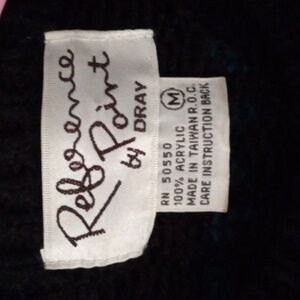 Reference
Point
by DRAY
M
RN 50550
100% ACRYLIC
MADE IN TAIWAN R.O.C.
CARE INSTRUCTION BACK